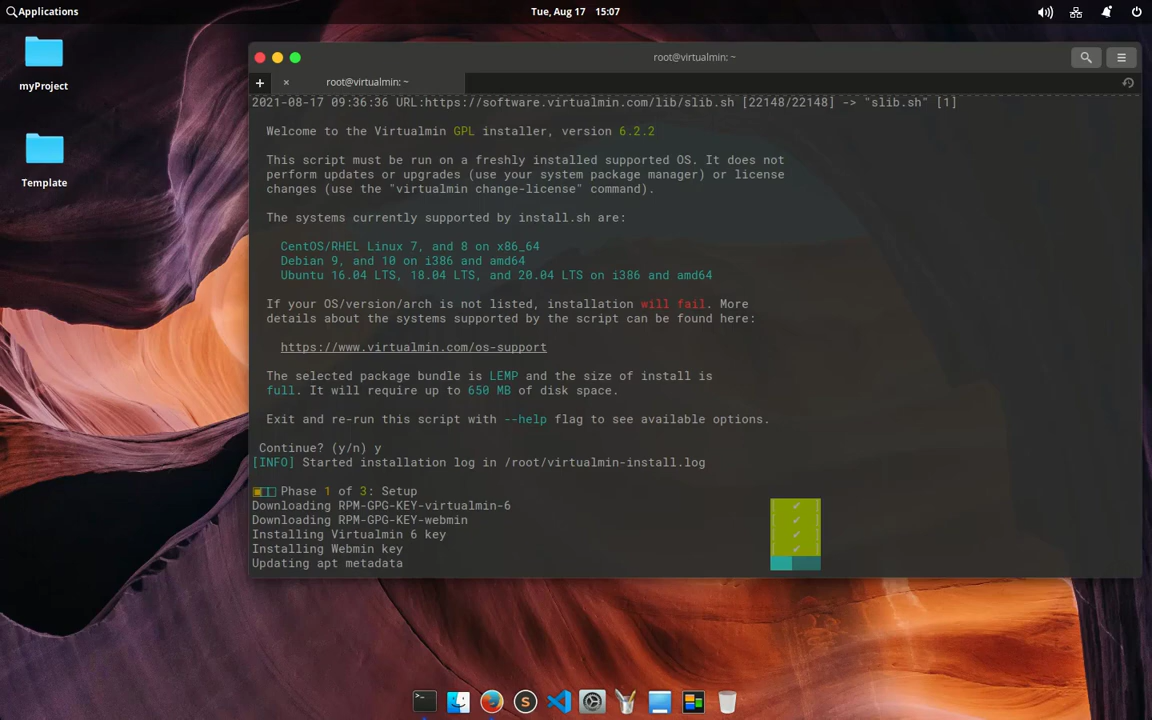 Applications
Tue, Aug 17 15:07
myProject
Template
root@virtualmin: ~
root@virtualmin: ~
2021-08-17 09:36:36 URL:https://software.virtualmin.com/lib/slib.sh [22148/22148] -> "slib.sh" [1]
Welcome to the Virtualmin GPL installer, version 6.2.2
This script must be run on a freshly installed supported OS. It does not
perform updates or upgrades (use your system package manager) or license
changes (use the "virtualmin change-license" command).
The systems currently supported by install.sh are:
CentOS/RHEL Linux 7, and 8 on x86_64
Debian 9, and 10 on i386 and amd64
Ubuntu 16.04 LTS, 18.04 LTS, and 20.04 LTS on i386 and amd64
If your OS/version/arch is not listed, installation will fail. More
details about the systems supported by the script can be found here:
https://www.virtualmin.com/os-support
The selected package bundle is LEMP and the size of install is
full. It will require up to 650 MB of disk space.
Exit and re-run this script with --help flag to see available options.
Continue? (y/n) y
[INFO] Started installation log in /root/virtualmin-install.log
Phase 1 of 3: Setup
Downloading RPM-GPG-KEY-virtualmin-6 [ ✔ ]
Downloading RPM-GPG-KEY-webmin [ ✔ ]
Installing Virtualmin 6 key [ ✔ ]
Installing Webmin key [ ✔ ]
Updating apt metadata